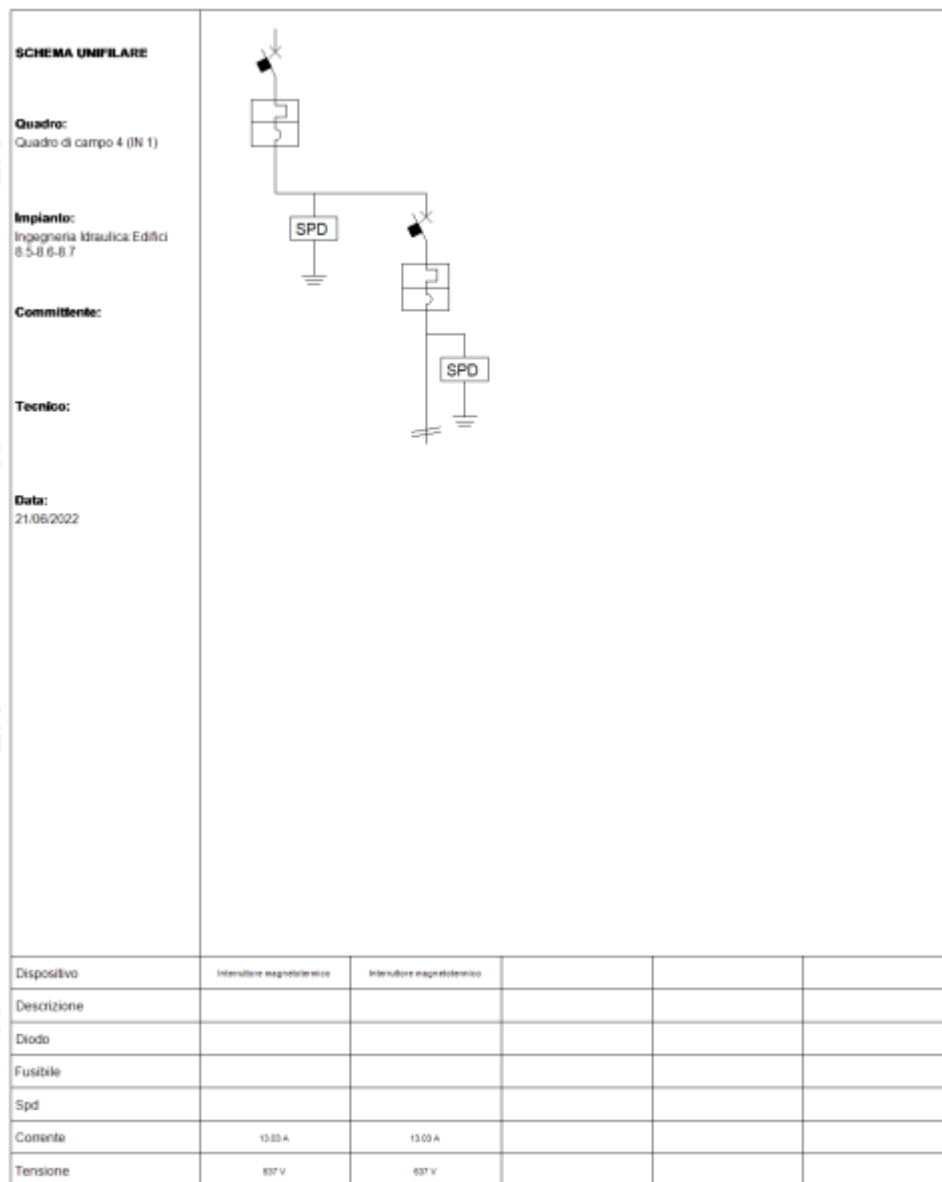 SCHEMA UNIFILARE
Quadro:
Quadro di campo 4 (IN 1)
Impianto:
Ingegneria Idraulica Edifici
8.5-8.6-8.7
Committente:
Tecnico:
Data:
21/06/2022
SPD
SPD
Dispositivo Interruttore magnetotermico Interruttore magnetotermico
Descrizione
Diodo
Fusibile
Spd
Corrente 13.03 A 13.03 A
Tensione 637 V 637 V